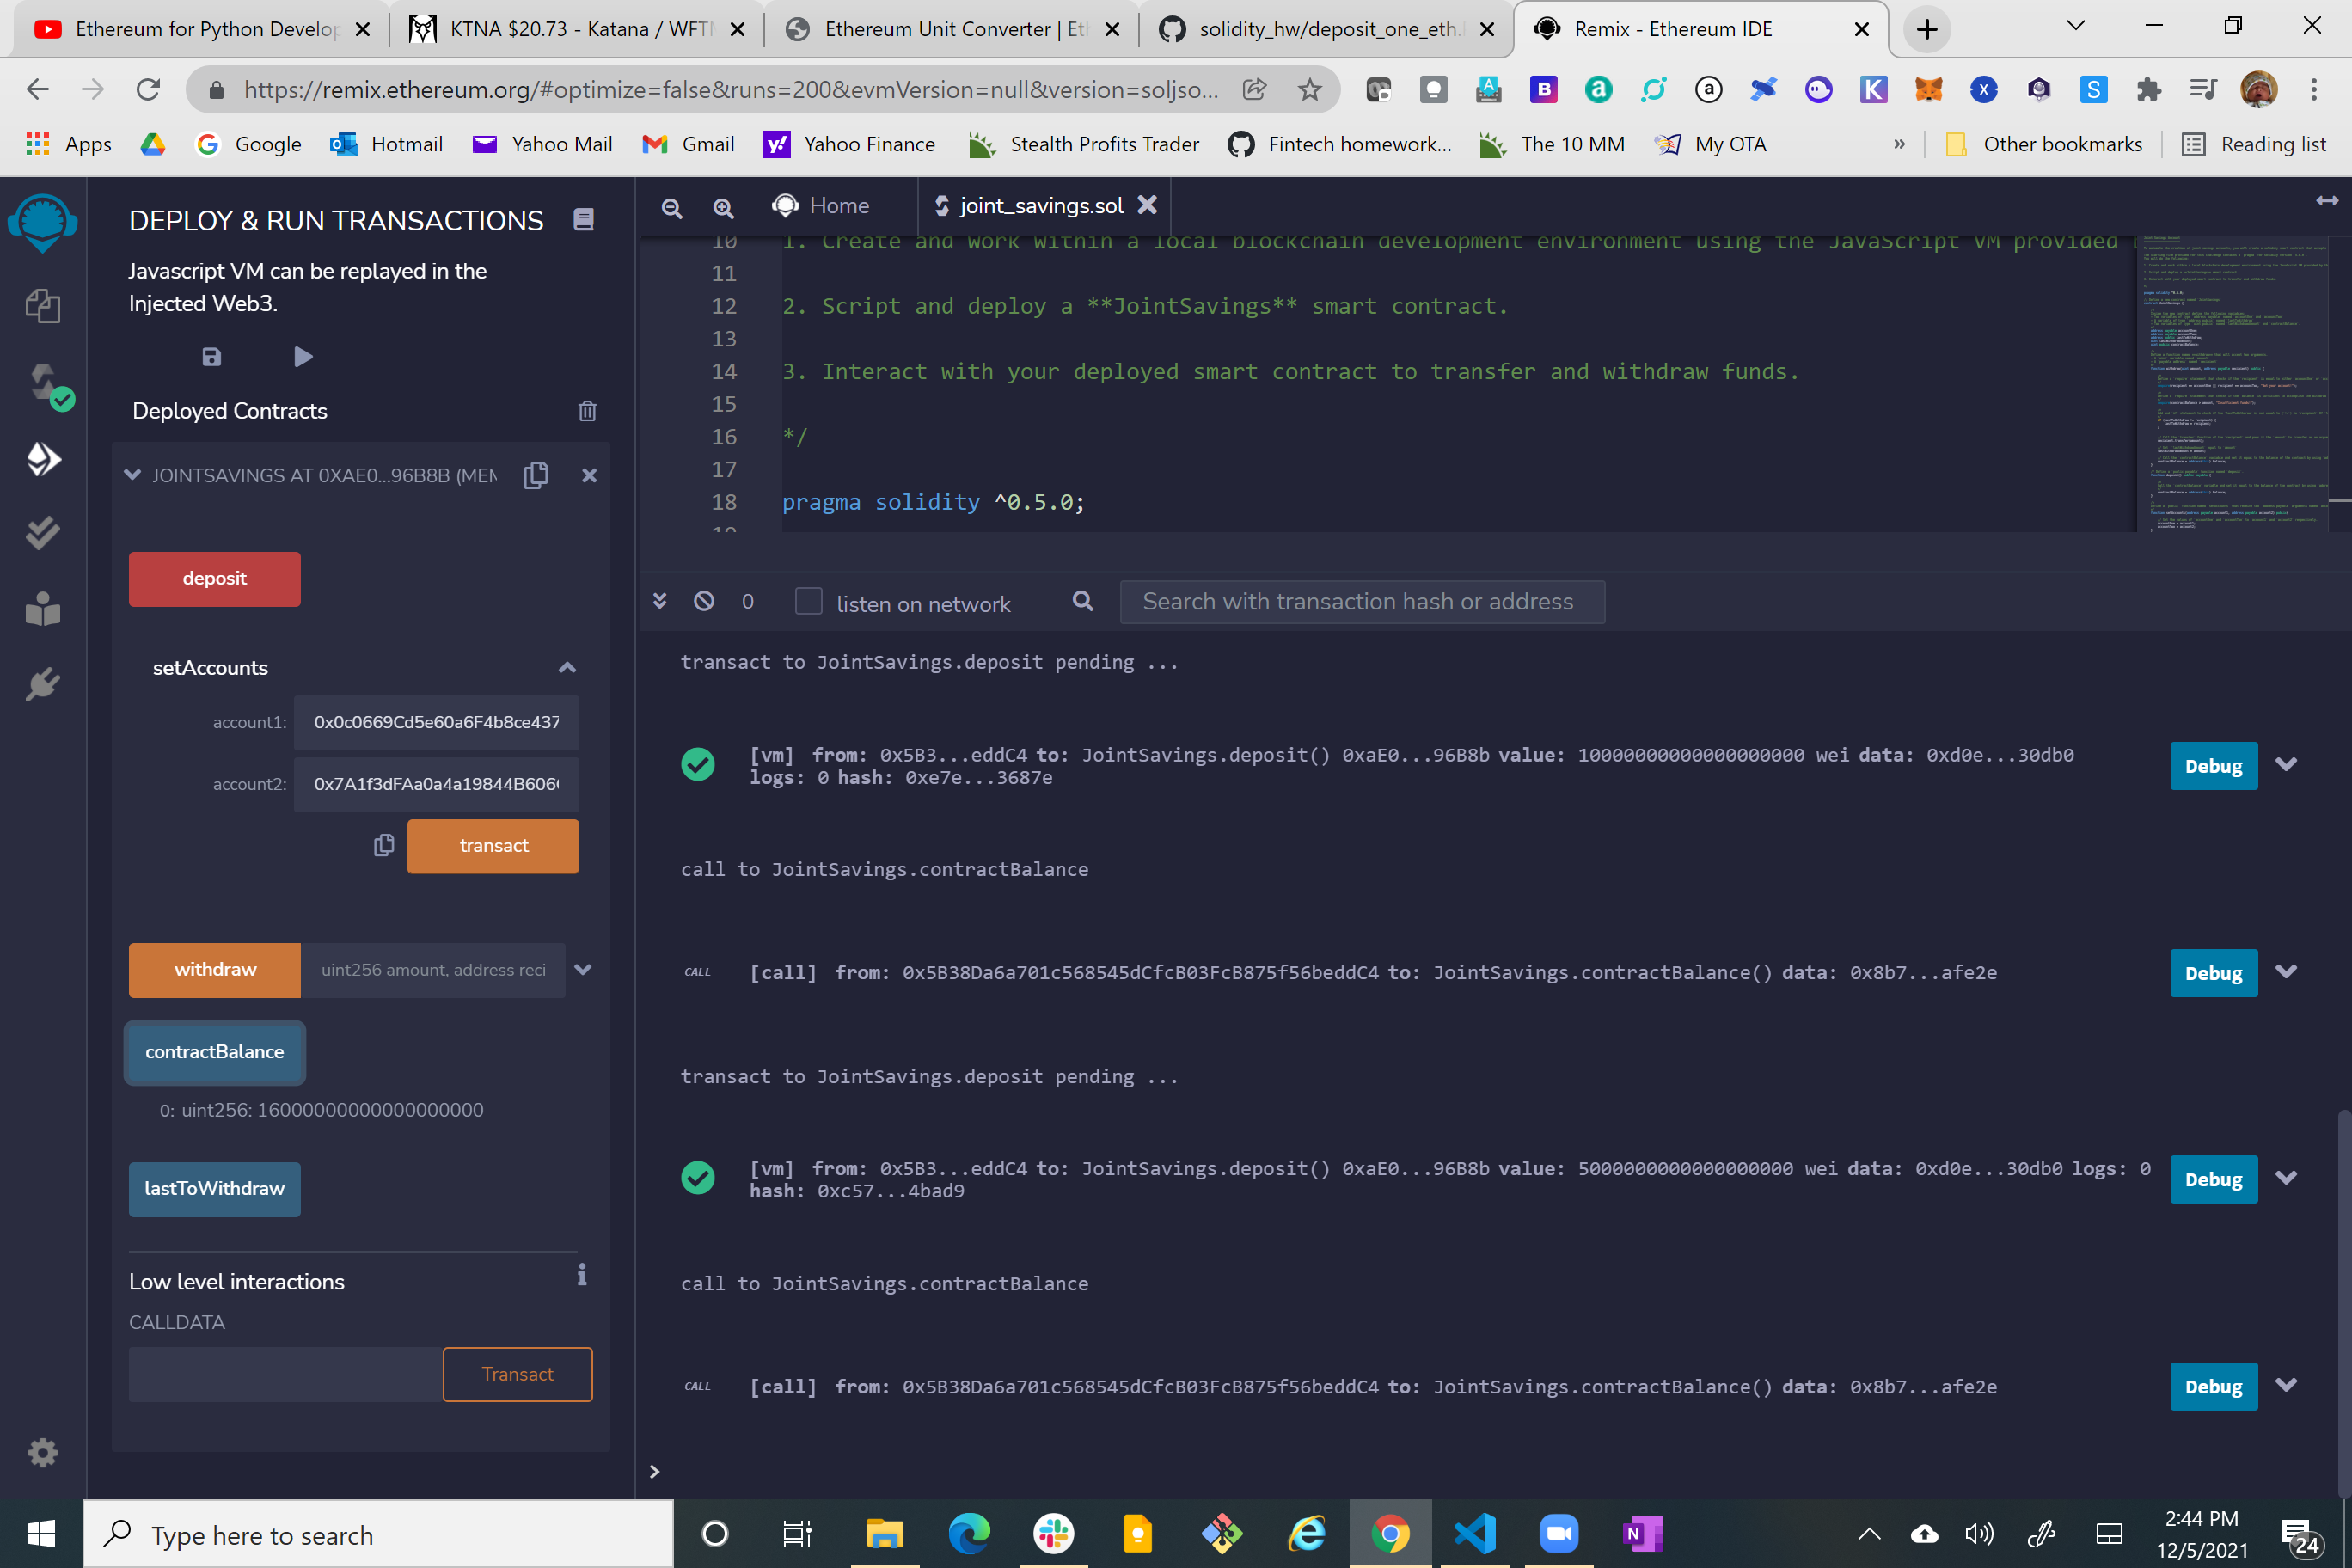 Ethereum for Python Develop
KTNA $20.73 - Katana / WFTM
Ethereum Unit Converter | Eth
solidity_hw/deposit_one_eth.
Remix - Ethereum IDE
https://remix.ethereum.org/#optimize=false&runs=200&evmVersion=null&version=soljso...
Apps
Google
Hotmail
Yahoo Mail
Gmail
Yahoo Finance
Stealth Profits Trader
Fintech homework...
The 10 MM
My OTA
»
Other bookmarks
Reading list
DEPLOY & RUN TRANSACTIONS
Javascript VM can be replayed in the
Injected Web3.
Deployed Contracts
JOINTSAVINGS AT 0XAE0...96B8B (MEM
deposit
setAccounts
account1: 0x0c0669Cd5e60a6F4b8ce437
account2: 0x7A1f3dFAa0a4a19844B606
transact
withdraw
uint256 amount, address reci
contractBalance
0: uint256: 16000000000000000000
lastToWithdraw
Low level interactions
CALLDATA
Transact
Home
joint_savings.sol
10 1. Create and work within a local blockchain development environment using the JavaScript VM provided
11
12 2. Script and deploy a **JointSavings** smart contract.
13
14 3. Interact with your deployed smart contract to transfer and withdraw funds.
15
16 */
17
18 pragma solidity ^0.5.0;
19
0
listen on network
Search with transaction hash or address
transact to JointSavings.deposit pending ...
[vm] from: 0x5B3...eddC4 to: JointSavings.deposit() 0xaE0...96B8b value: 10000000000000000000 wei data: 0xd0e...30db0
logs: 0 hash: 0xe7e...3687e
Debug
call to JointSavings.contractBalance
CALL [call] from: 0x5B38Da6a701c568545dCfcB03FcB875f56beddC4 to: JointSavings.contractBalance() data: 0x8b7...afe2e
Debug
transact to JointSavings.deposit pending ...
[vm] from: 0x5B3...eddC4 to: JointSavings.deposit() 0xaE0...96B8b value: 5000000000000000000 wei data: 0xd0e...30db0 logs: 0
hash: 0xc57...4bad9
Debug
call to JointSavings.contractBalance
CALL [call] from: 0x5B38Da6a701c568545dCfcB03FcB875f56beddC4 to: JointSavings.contractBalance() data: 0x8b7...afe2e
Debug
>
Type here to search
2:44 PM
12/5/2021
24